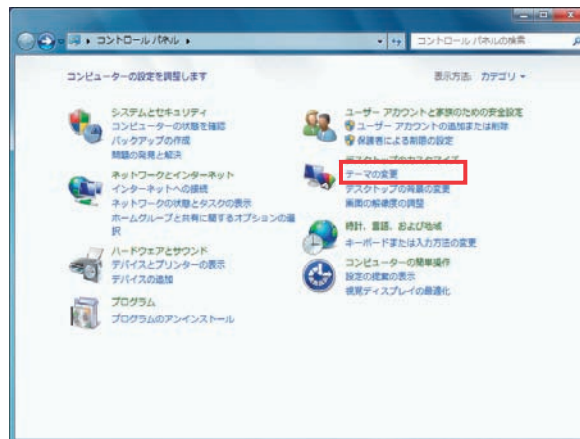 コントロール パネル
コントロール パネルの検索
コンピューターの設定を調整します
表示方法: カテゴリ
システムとセキュリティ
コンピューターの状態を確認
バックアップの作成
問題の発見と解決
ネットワークとインターネット
インターネットへの接続
ネットワークの状態とタスクの表示
ホームグループと共有に関するオプションの選
択
ハードウェアとサウンド
デバイスとプリンターの表示
デバイスの追加
プログラム
プログラムのアンインストール
ユーザー アカウントと家族のための安全設定
ユーザー アカウントの追加または削除
保護者による制限の設定
デスクトップのカスタマイズ
テーマの変更
デスクトップの背景の変更
画面の解像度の調整
時計、言語、および地域
キーボードまたは入力方法の変更
コンピューターの簡単操作
設定の提案の表示
視覚ディスプレイの最適化